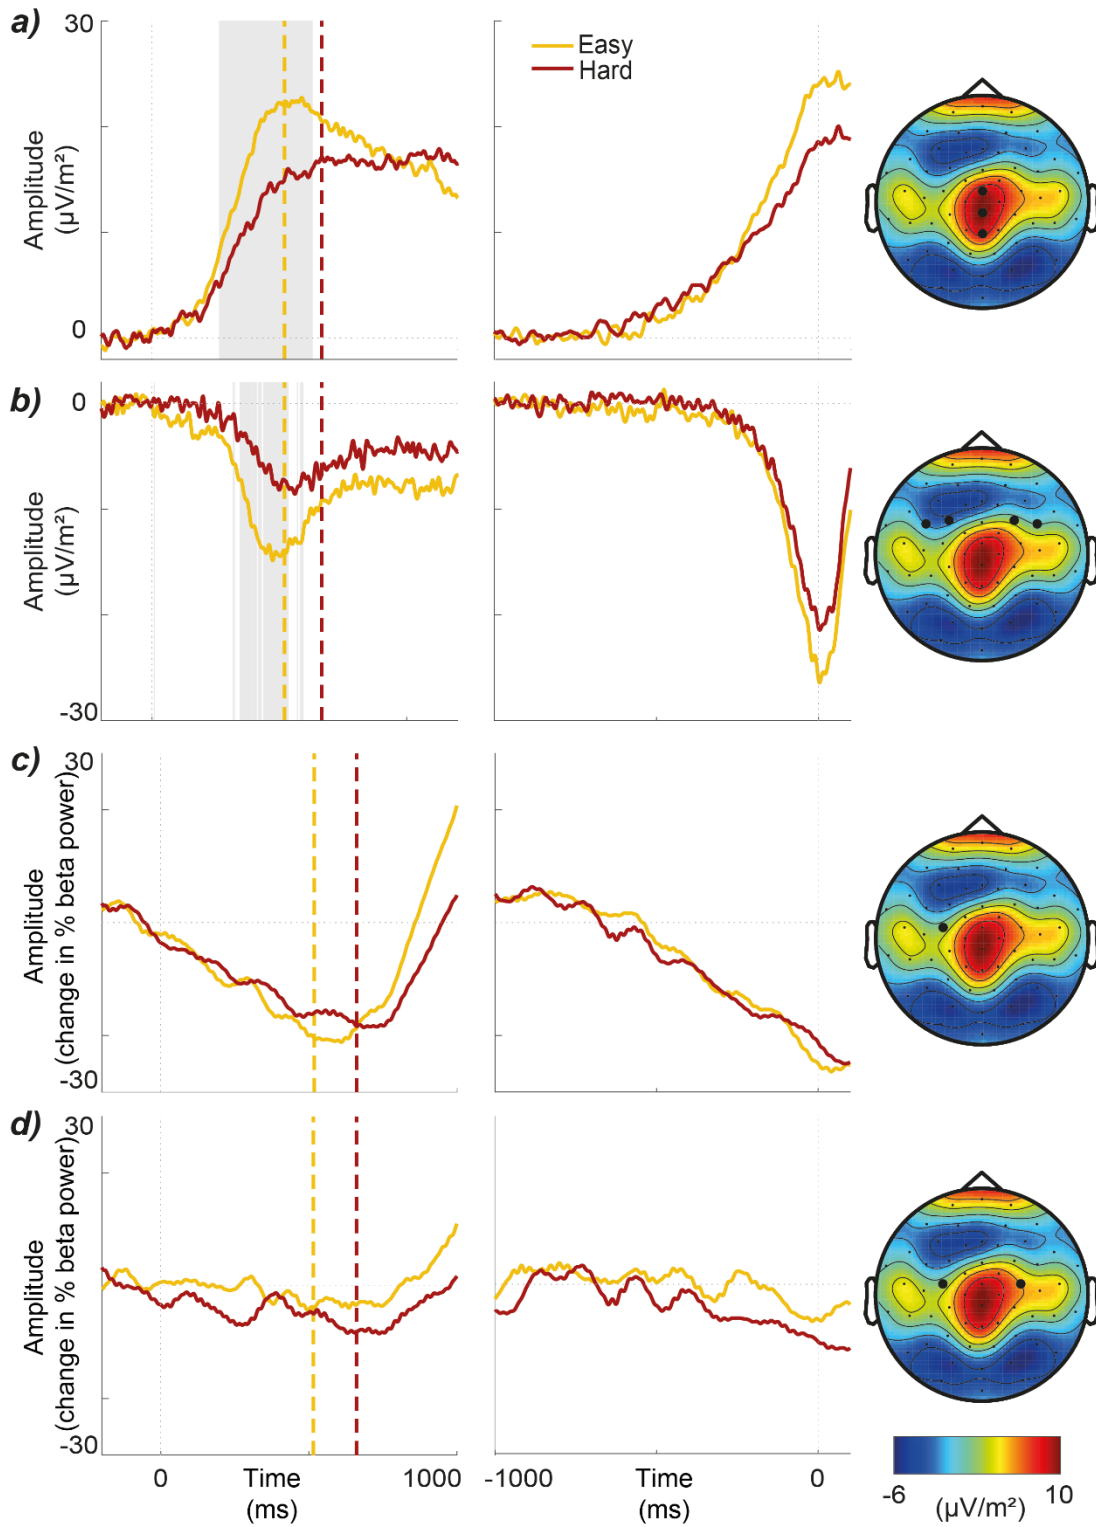 a)
30
Amplitude
(µV/m²)
0
Easy
Hard
b)
0
Amplitude
(µV/m²)
-30
c)
30
Amplitude
(change in % beta power)
-30
d)
30
Amplitude
(change in % beta power)
-30
0 Time 1000
(ms)
-1000 Time 0
(ms)
-6 (µV/m²) 10